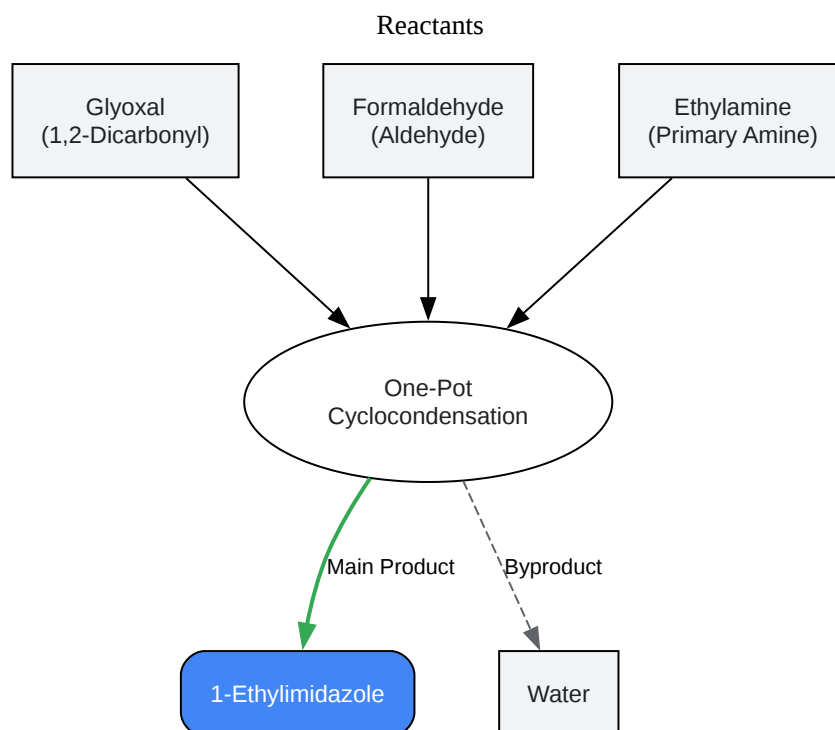 Reactants
Glyoxal
(1,2-Dicarbonyl)
Formaldehyde
(Aldehyde)
Ethylamine
(Primary Amine)
One-Pot
Cyclocondensation
Main Product
Byproduct
1-Ethylimidazole
Water